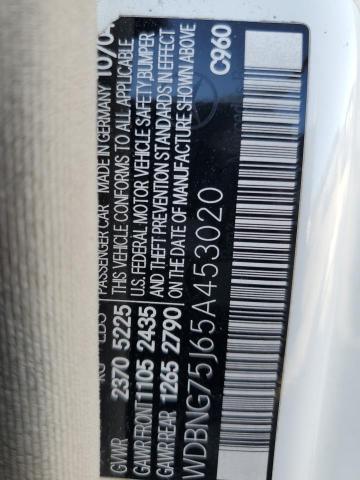 PASSENGER CAR MADE IN GERMANY 10/04
THIS VEHICLE CONFORMS TO ALL APPLICABLE
U.S. FEDERAL MOTOR VEHICLE SAFETY, BUMPER
AND THEFT PREVENTION STANDARDS IN EFFECT
ON THE DATE OF MANUFACTURE SHOWN ABOVE
KG LBS
GVWR 2370 5225
GAWR FRONT 1105 2435
GAWR REAR 1265 2790
C960
WDBNG75J65A453020